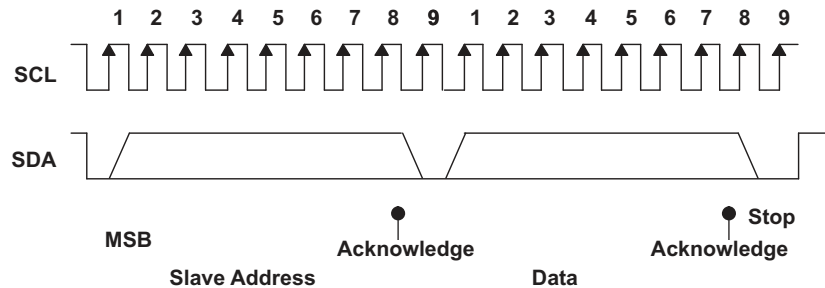 1 2 3 4 5 6 7 8 9 1 2 3 4 5 6 7 8 9
SCL
SDA
Stop
MSB
Acknowledge Acknowledge
Slave Address Data